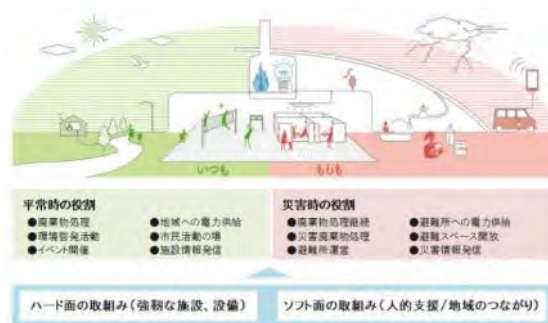 いつも
もしも
平常時の役割
●廃棄物処理
●環境啓発活動
●イベント開催
●地域への電力供給
●市民活動の場
●施設情報発信
災害時の役割
●廃棄物処理継続
●災害廃棄物処理
●避難所運営
●避難所への電力供給
●避難スペース開放
●災害情報発信
ハード面の取組み(強靭な施設、設備)
ソフト面の取組み(人的支援/地域のつながり)